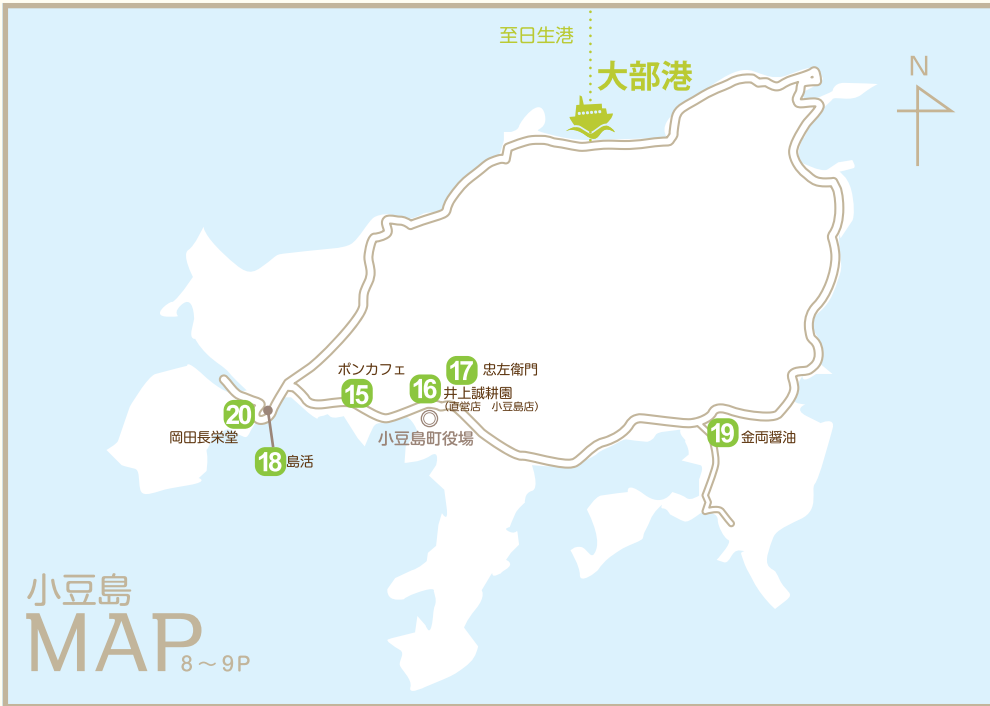 至日生港
大部港
N
ポンカフェ
15
16
17
忠左衛門
井上誠耕園
（直営店　小豆島店）
小豆島町役場
20
岡田長栄堂
18
島活
19
金両醤油
小豆島
MAP
8～9P